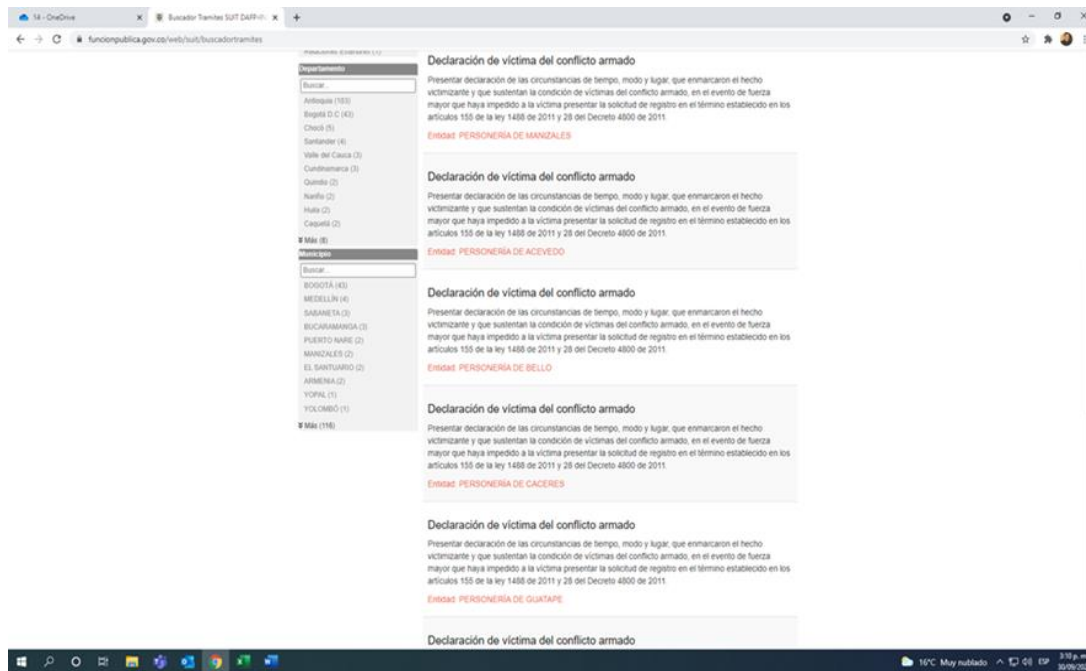 14 - OneDrive
Buscador Tramites SUIT DAFP
funcionpublica.gov.co/web/suit/buscadortramites
Departamento
Buscar...
Antioquia (103)
Bogotá D.C (43)
Chocó (5)
Santander (4)
Valle del Cauca (3)
Cundinamarca (3)
Quindio (2)
Nariño (2)
Huila (2)
Caquetá (2)
Más (8)
Municipio
Buscar...
BOGOTÁ (43)
MEDELLÍN (4)
SABANETA (3)
BUCARAMANGA (3)
PUERTO NARE (2)
MANIZALES (2)
EL SANTUARIO (2)
ARMENIA (2)
YOPAL (1)
YOLOMBÓ (1)
Más (116)
Declaración de víctima del conflicto armado
Presentar declaración de las circunstancias de tiempo, modo y lugar, que enmarcaron el hecho
victimizante y que sustentan la condición de víctimas del conflicto armado, en el evento de fuerza
mayor que haya impedido a la víctima presentar la solicitud de registro en el término establecido en los
artículos 155 de la ley 1488 de 2011 y 28 del Decreto 4800 de 2011.
Entidad: PERSONERÍA DE MANIZALES
Declaración de víctima del conflicto armado
Presentar declaración de las circunstancias de tiempo, modo y lugar, que enmarcaron el hecho
victimizante y que sustentan la condición de víctimas del conflicto armado, en el evento de fuerza
mayor que haya impedido a la víctima presentar la solicitud de registro en el término establecido en los
artículos 155 de la ley 1488 de 2011 y 28 del Decreto 4800 de 2011.
Entidad: PERSONERÍA DE ACEVEDO
Declaración de víctima del conflicto armado
Presentar declaración de las circunstancias de tiempo, modo y lugar, que enmarcaron el hecho
victimizante y que sustentan la condición de víctimas del conflicto armado, en el evento de fuerza
mayor que haya impedido a la víctima presentar la solicitud de registro en el término establecido en los
artículos 155 de la ley 1488 de 2011 y 28 del Decreto 4800 de 2011.
Entidad: PERSONERÍA DE BELLO
Declaración de víctima del conflicto armado
Presentar declaración de las circunstancias de tiempo, modo y lugar, que enmarcaron el hecho
victimizante y que sustentan la condición de víctimas del conflicto armado, en el evento de fuerza
mayor que haya impedido a la víctima presentar la solicitud de registro en el término establecido en los
artículos 155 de la ley 1488 de 2011 y 28 del Decreto 4800 de 2011.
Entidad: PERSONERÍA DE CACERES
Declaración de víctima del conflicto armado
Presentar declaración de las circunstancias de tiempo, modo y lugar, que enmarcaron el hecho
victimizante y que sustentan la condición de víctimas del conflicto armado, en el evento de fuerza
mayor que haya impedido a la víctima presentar la solicitud de registro en el término establecido en los
artículos 155 de la ley 1488 de 2011 y 28 del Decreto 4800 de 2011.
Entidad: PERSONERÍA DE GUATAPE
Declaración de víctima del conflicto armado
16°C Muy nublado
ESP
3:10 p.m.